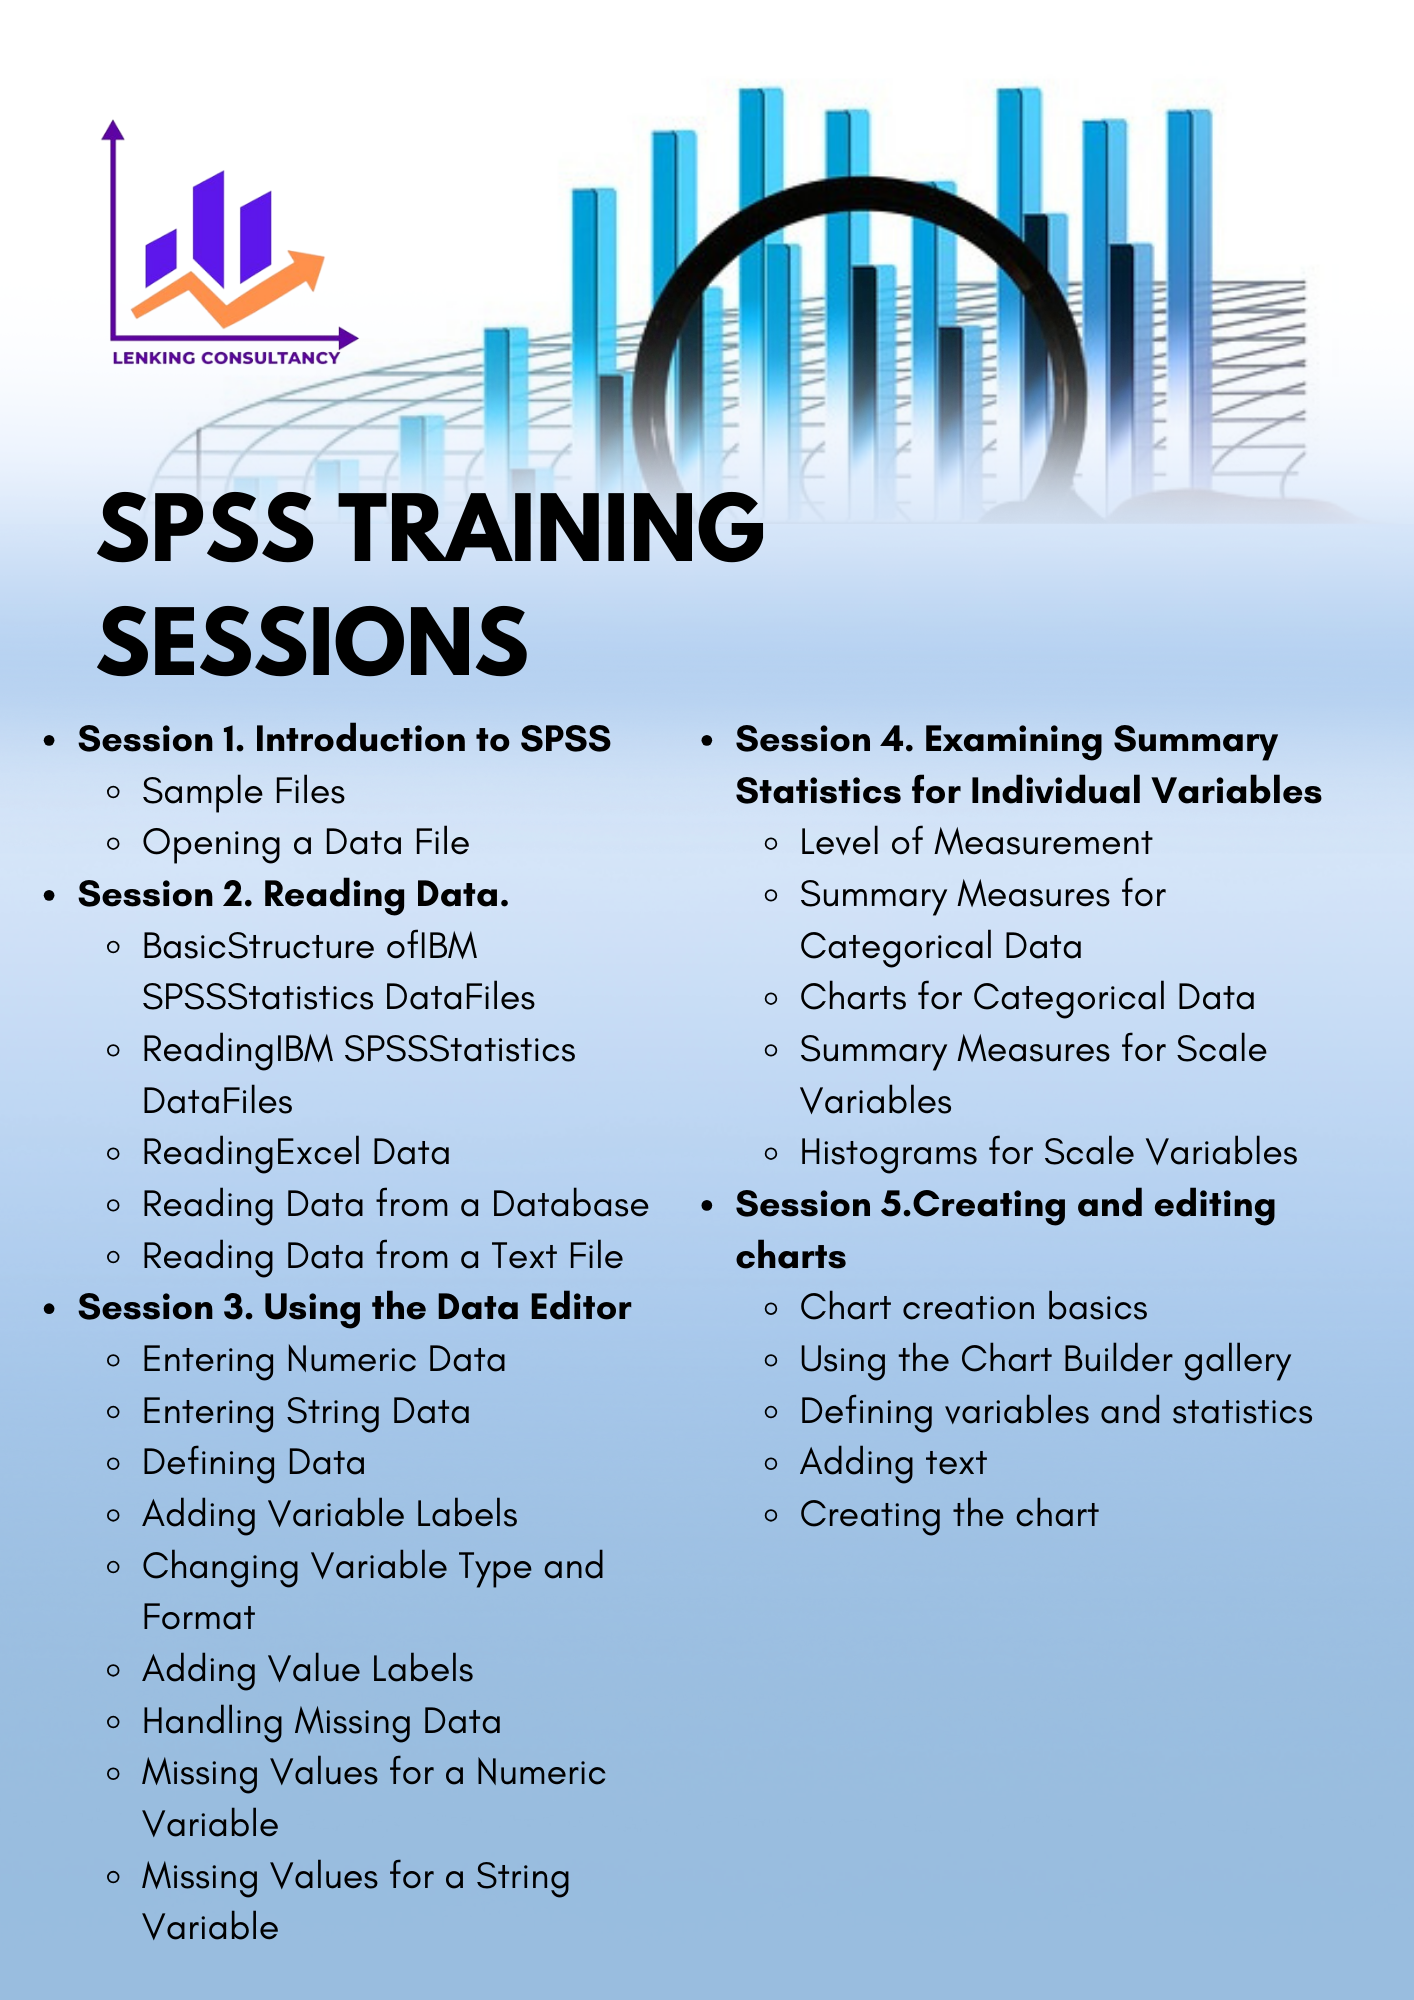 LENKING CONSULTANCY
SPSS TRAINING
SESSIONS
Session 1. Introduction to SPSS
Sample Files
Opening a Data File
Session 2. Reading Data.
BasicStructure ofIBM
SPSSStatistics DataFiles
ReadingIBM SPSSStatistics
DataFiles
ReadingExcel Data
Reading Data from a Database
Reading Data from a Text File
Session 3. Using the Data Editor
Entering Numeric Data
Entering String Data
Defining Data
Adding Variable Labels
Changing Variable Type and
Format
Adding Value Labels
Handling Missing Data
Missing Values for a Numeric
Variable
Missing Values for a String
Variable
Session 4. Examining Summary
Statistics for Individual Variables
Level of Measurement
Summary Measures for
Categorical Data
Charts for Categorical Data
Summary Measures for Scale
Variables
Histograms for Scale Variables
Session 5.Creating and editing
charts
Chart creation basics
Using the Chart Builder gallery
Defining variables and statistics
Adding text
Creating the chart